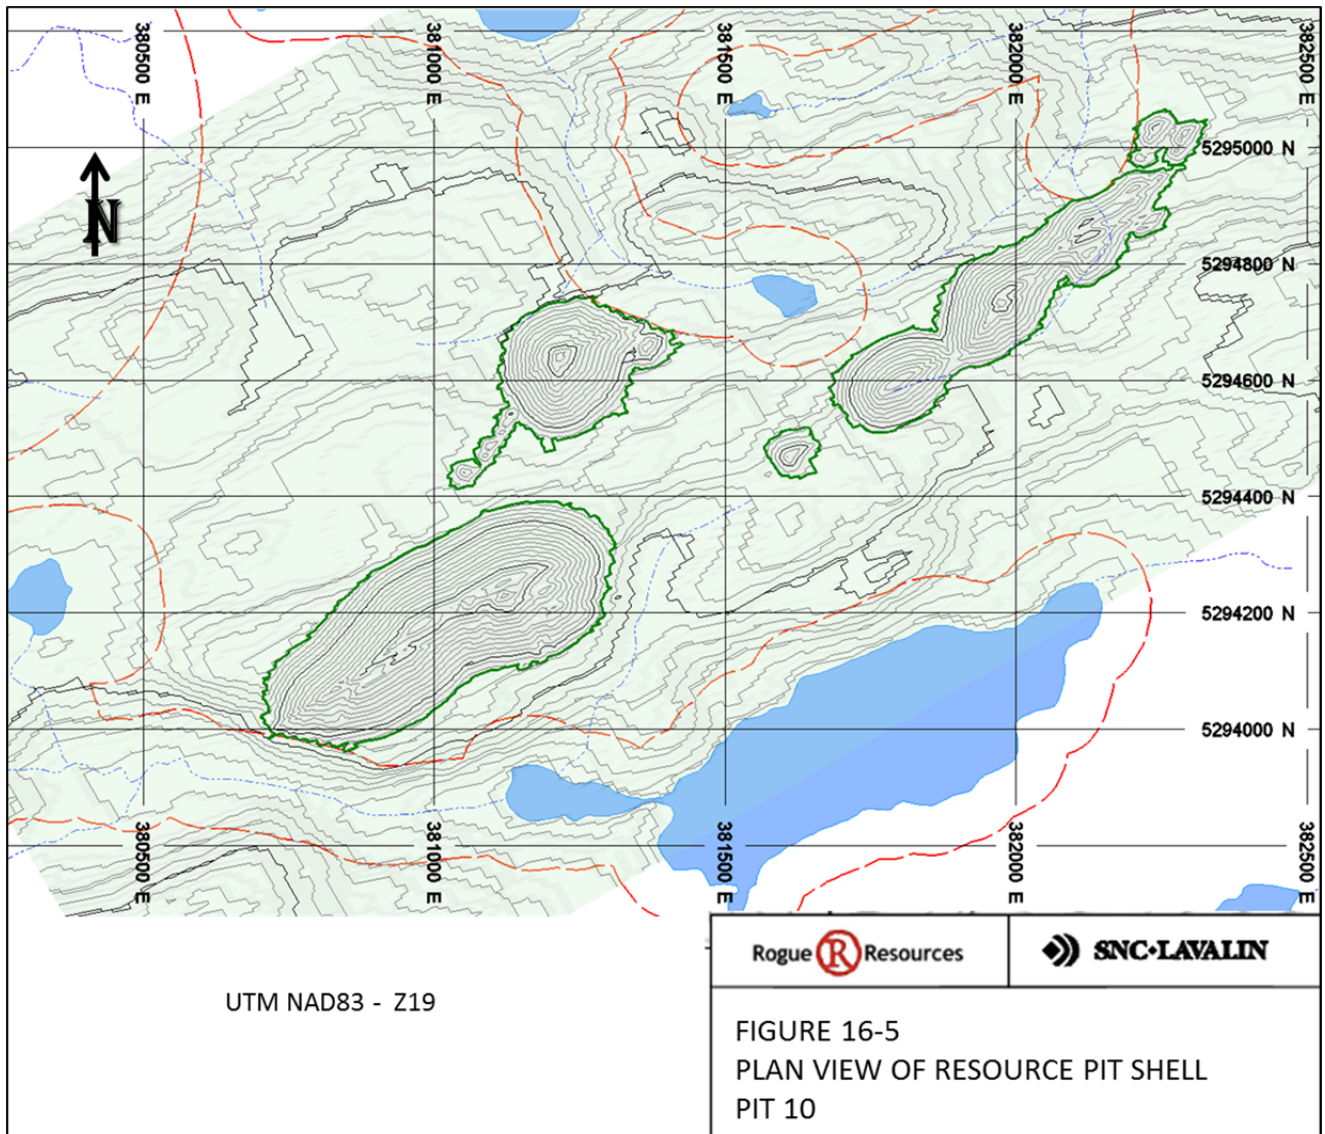 380500 E
381000 E
381500 E
382000 E
382500 E
5295000 N
N
5294800 N
5294600 N
5294400 N
5294200 N
5294000 N
380500 E
381000 E
381500 E
382000 E
382500 E
Rogue R Resources
SNC·LAVALIN
UTM NAD83 - Z19
FIGURE 16-5
PLAN VIEW OF RESOURCE PIT SHELL
PIT 10